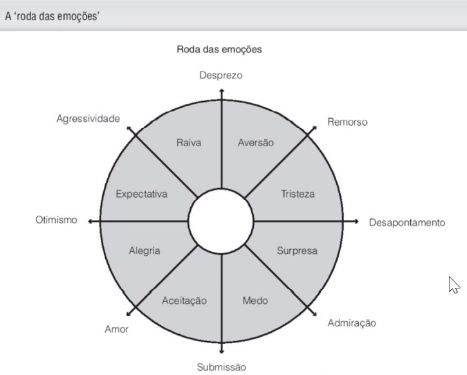 A 'roda das emoções'
Roda das emoções
Desprezo
Agressividade
Remorso
Raiva
Aversão
Expectativa
Tristeza
Otimismo
Desapontamento
Alegria
Surpresa
Aceitação
Medo
Amor
Admiração
Submissão